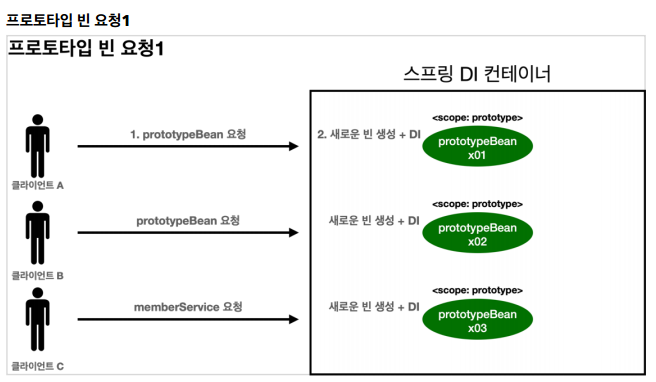 프로토타입 빈 요청1
프로토타입 빈 요청1
스프링 DI 컨테이너
<scope: prototype>
1. prototypeBean 요청
2. 새로운 빈 생성 + DI
prototypeBean
x01
클라이언트 A
<scope: prototype>
prototypeBean 요청
새로운 빈 생성 + DI
prototypeBean
x02
클라이언트 B
<scope: prototype>
memberService 요청
새로운 빈 생성 + DI
prototypeBean
x03
클라이언트 C